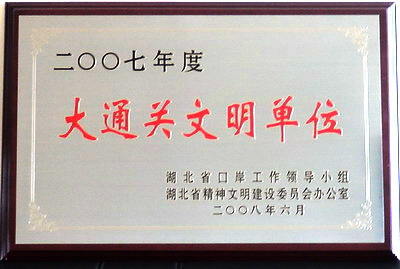 二〇〇七年度
大通关文明单位
湖北省口岸工作领导小组
湖北省精神文明建设委员会办公室
二〇〇八年六月